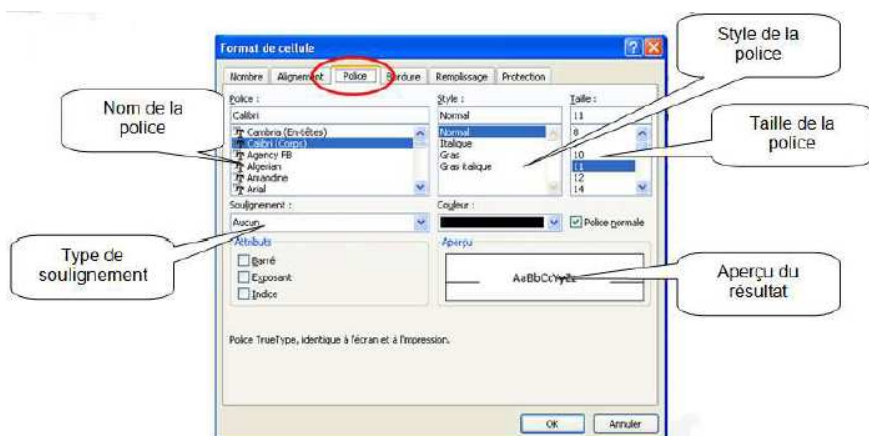 Format de cellule
Nombre Alignement Police Bordure Remplissage Protection
Police : Style : Taille :
Calibri Normal 11
Cambria (En-têtes) Normal 8
Calibri (Corps) Italique
Agency FB Gras 10
Algerian Gras italique 11
Amandine 12
Arial 14
Soulignement : Couleur :
Aucun Police normale
Attributs Aperçu
Barré
Exposant AaBbCcYyZz
Indice
Police TrueType, identique à l'écran et à l'impression.
OK Annuler
Nom de la
police
Type de
soulignement
Style de la
police
Taille de la
police
Aperçu du
résultat